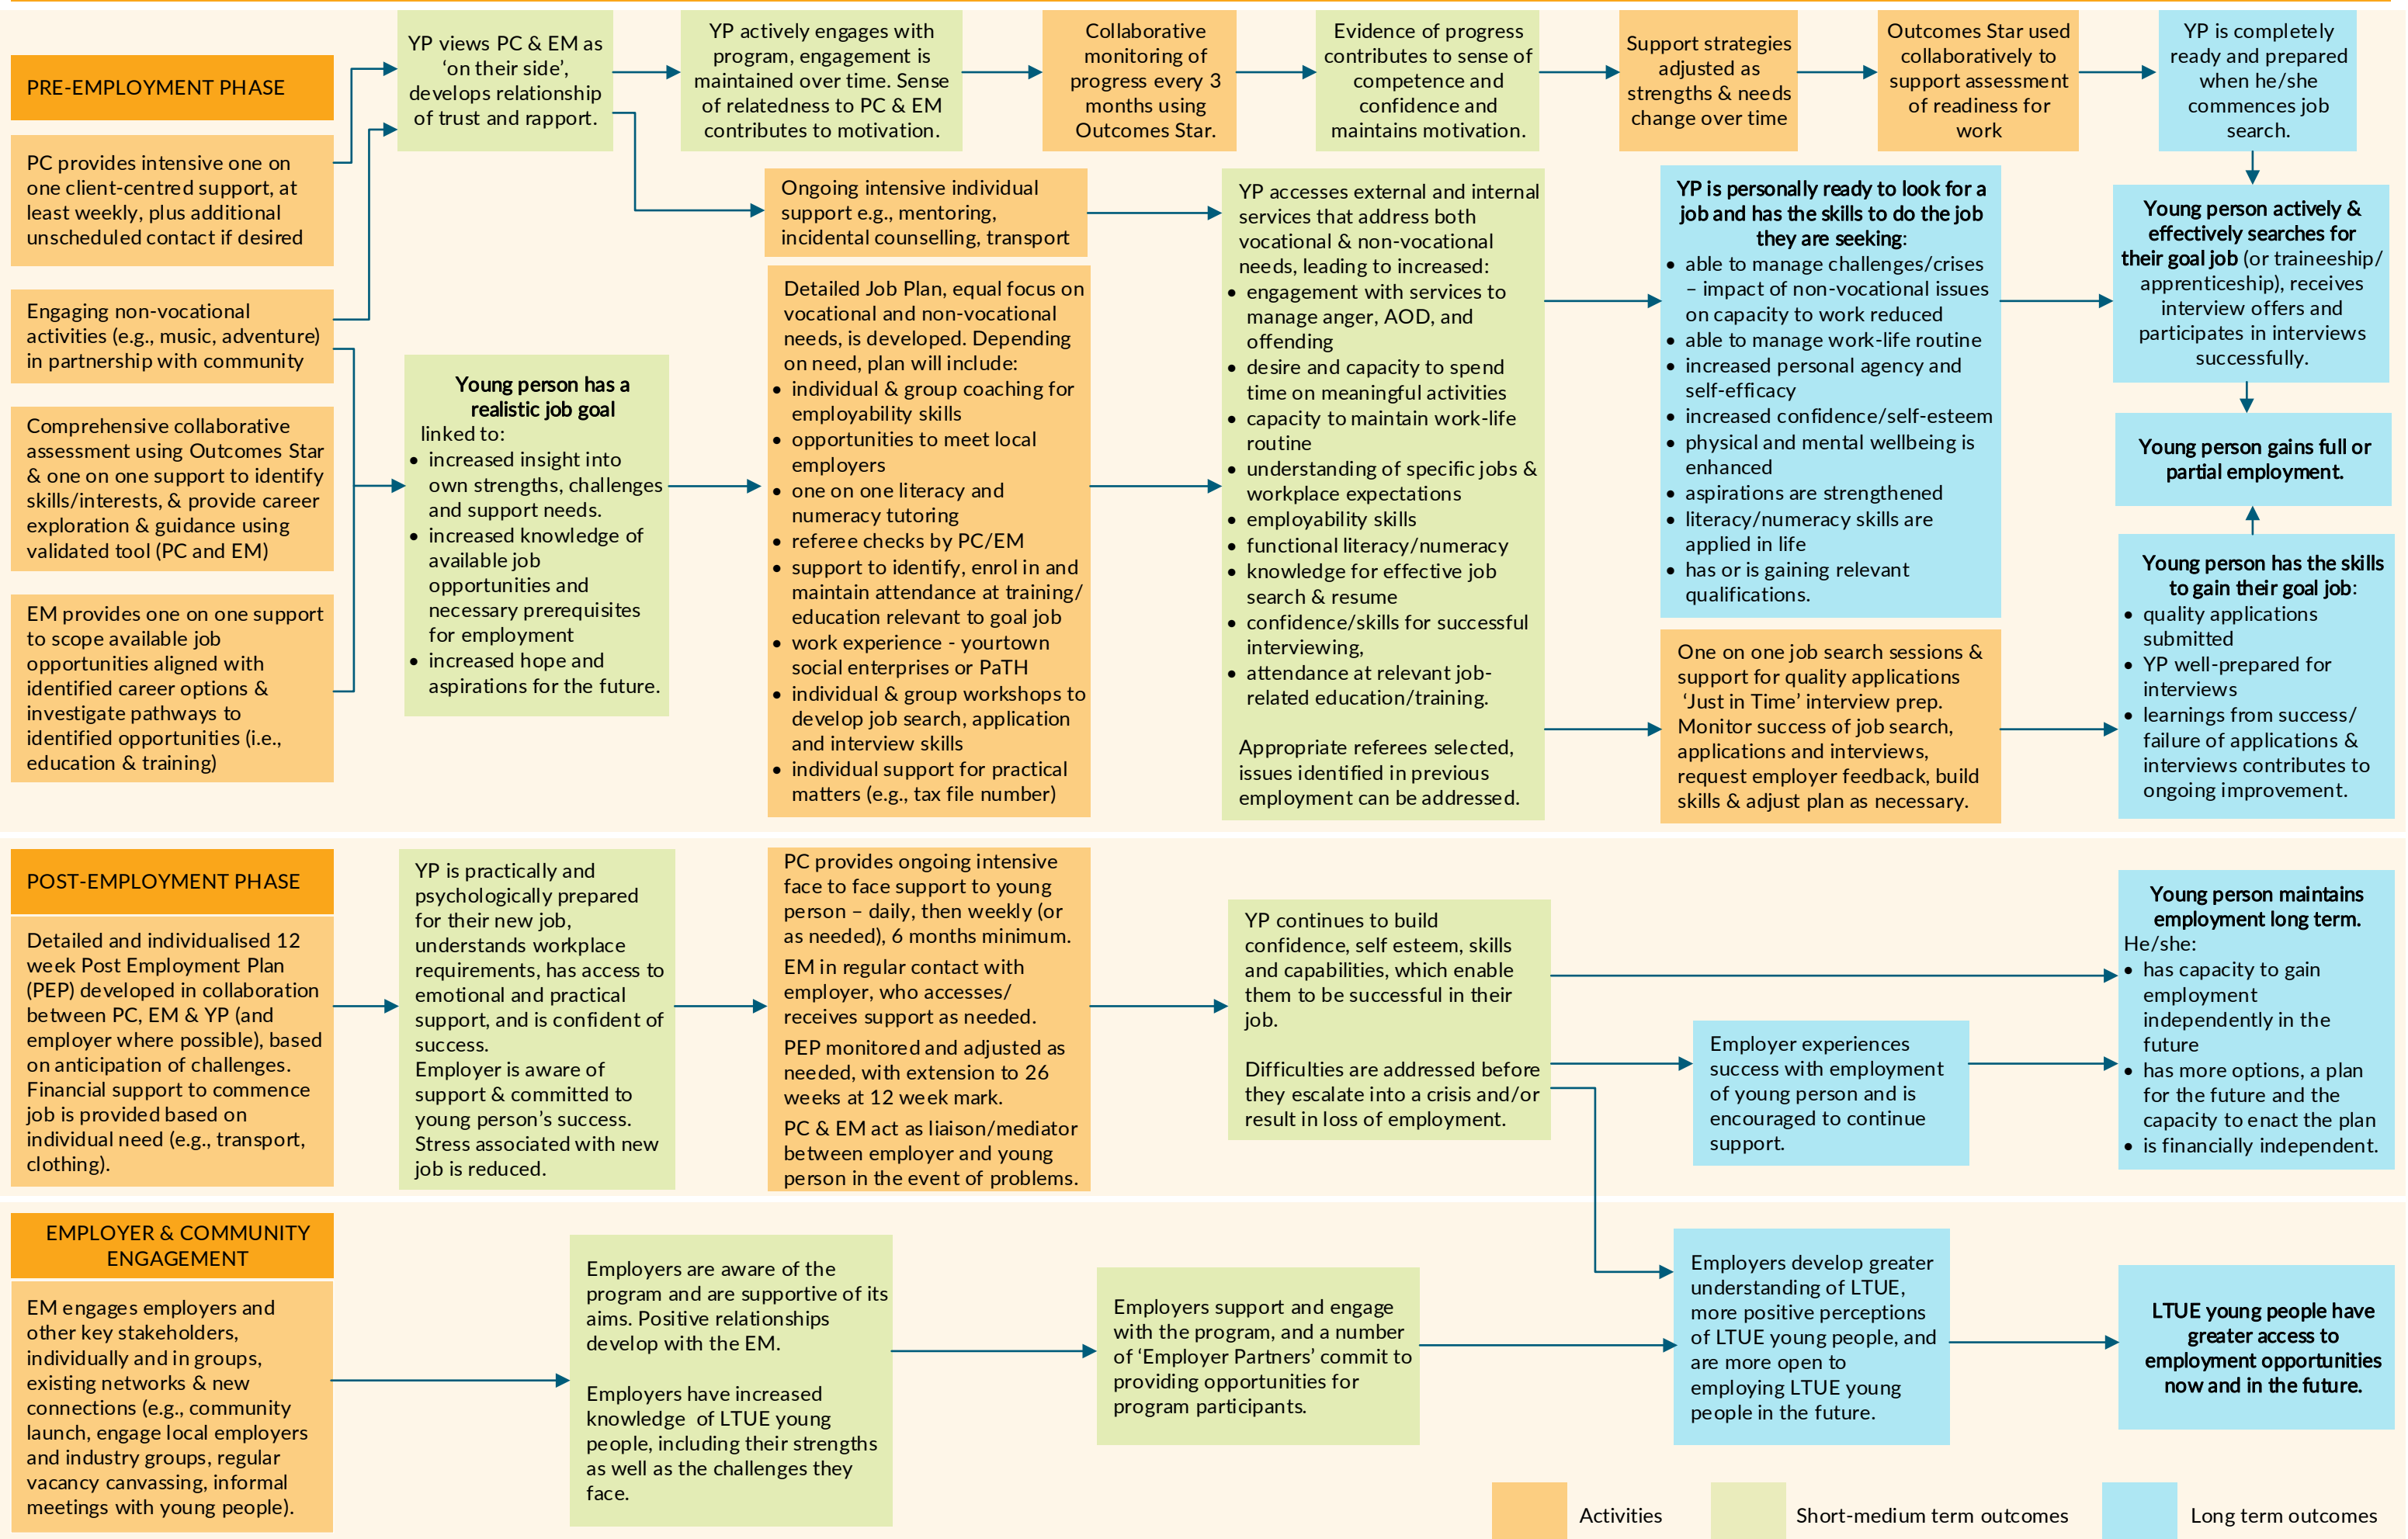 PRE-EMPLOYMENT PHASE
PC provides intensive one on
one client-centred support, at
least weekly, plus additional
unscheduled contact if desired
Engaging non-vocational
activities (e.g., music, adventure)
in partnership with community
Comprehensive collaborative
assessment using Outcomes Star
& one on one support to identify
skills/interests, & provide career
exploration & guidance using
validated tool (PC and EM)
EM provides one on one support
to scope available job
opportunities aligned with
identified career options &
investigate pathways to
identified opportunities (i.e.,
education & training)
YP views PC & EM as
‘on their side’,
develops relationship
of trust and rapport.
YP actively engages with
program, engagement is
maintained over time. Sense
of relatedness to PC & EM
contributes to motivation.
Collaborative
monitoring of
progress every 3
months using
Outcomes Star.
Evidence of progress
contributes to sense of
competence and
confidence and
maintains motivation.
Support strategies
adjusted as
strengths & needs
change over time
Outcomes Star used
collaboratively to
support assessment
of readiness for
work
YP is completely
ready and prepared
when he/she
commences job
search.
Young person has a
realistic job goal
linked to:
• increased insight into
own strengths, challenges
and support needs.
• increased knowledge of
available job
opportunities and
necessary prerequisites
for employment
• increased hope and
aspirations for the future.
Ongoing intensive individual
support e.g., mentoring,
incidental counselling, transport
Detailed Job Plan, equal focus on
vocational and non-vocational
needs, is developed. Depending
on need, plan will include:
• individual & group coaching for
employability skills
• opportunities to meet local
employers
• one on one literacy and
numeracy tutoring
• referee checks by PC/EM
• support to identify, enrol in and
maintain attendance at training/
education relevant to goal job
• work experience - yourtown
social enterprises or PaTH
• individual & group workshops to
develop job search, application
and interview skills
• individual support for practical
matters (e.g., tax file number)
YP accesses external and internal
services that address both
vocational & non-vocational
needs, leading to increased:
• engagement with services to
manage anger, AOD, and
offending
• desire and capacity to spend
time on meaningful activities
• capacity to maintain work-life
routine
• understanding of specific jobs &
workplace expectations
• employability skills
• functional literacy/numeracy
• knowledge for effective job
search & resume
• confidence/skills for successful
interviewing,
• attendance at relevant job-
related education/training.
Appropriate referees selected,
issues identified in previous
employment can be addressed.
YP is personally ready to look for a
job and has the skills to do the job
they are seeking:
• able to manage challenges/crises
– impact of non-vocational issues
on capacity to work reduced
• able to manage work-life routine
• increased personal agency and
self-efficacy
• increased confidence/self-esteem
• physical and mental wellbeing is
enhanced
• aspirations are strengthened
• literacy/numeracy skills are
applied in life
• has or is gaining relevant
qualifications.
One on one job search sessions &
support for quality applications
‘Just in Time’ interview prep.
Monitor success of job search,
applications and interviews,
request employer feedback, build
skills & adjust plan as necessary.
Young person actively &
effectively searches for
their goal job (or traineeship/
apprenticeship), receives
interview offers and
participates in interviews
successfully.
Young person gains full or
partial employment.
Young person has the skills
to gain their goal job:
• quality applications
submitted
• YP well-prepared for
interviews
• learnings from success/
failure of applications &
interviews contributes to
ongoing improvement.
POST-EMPLOYMENT PHASE
Detailed and individualised 12
week Post Employment Plan
(PEP) developed in collaboration
between PC, EM & YP (and
employer where possible), based
on anticipation of challenges.
Financial support to commence
job is provided based on
individual need (e.g., transport,
clothing).
YP is practically and
psychologically prepared
for their new job,
understands workplace
requirements, has access to
emotional and practical
support, and is confident of
success.
Employer is aware of
support & committed to
young person’s success.
Stress associated with new
job is reduced.
PC provides ongoing intensive
face to face support to young
person – daily, then weekly (or
as needed), 6 months minimum.
EM in regular contact with
employer, who accesses/
receives support as needed.
PEP monitored and adjusted as
needed, with extension to 26
weeks at 12 week mark.
PC & EM act as liaison/mediator
between employer and young
person in the event of problems.
YP continues to build
confidence, self esteem, skills
and capabilities, which enable
them to be successful in their
job.
Difficulties are addressed before
they escalate into a crisis and/or
result in loss of employment.
Employer experiences
success with employment
of young person and is
encouraged to continue
support.
Young person maintains
employment long term.
He/she:
• has capacity to gain
employment
independently in the
future
• has more options, a plan
for the future and the
capacity to enact the plan
• is financially independent.
EMPLOYER & COMMUNITY
ENGAGEMENT
EM engages employers and
other key stakeholders,
individually and in groups,
existing networks & new
connections (e.g., community
launch, engage local employers
and industry groups, regular
vacancy canvassing, informal
meetings with young people).
Employers are aware of the
program and are supportive of its
aims. Positive relationships
develop with the EM.
Employers have increased
knowledge of LTUE young
people, including their strengths
as well as the challenges they
face.
Employers support and engage
with the program, and a number
of ‘Employer Partners’ commit to
providing opportunities for
program participants.
Employers develop greater
understanding of LTUE,
more positive perceptions
of LTUE young people, and
are more open to
employing LTUE young
people in the future.
LTUE young people have
greater access to
employment opportunities
now and in the future.
Activities
Short-medium term outcomes
Long term outcomes